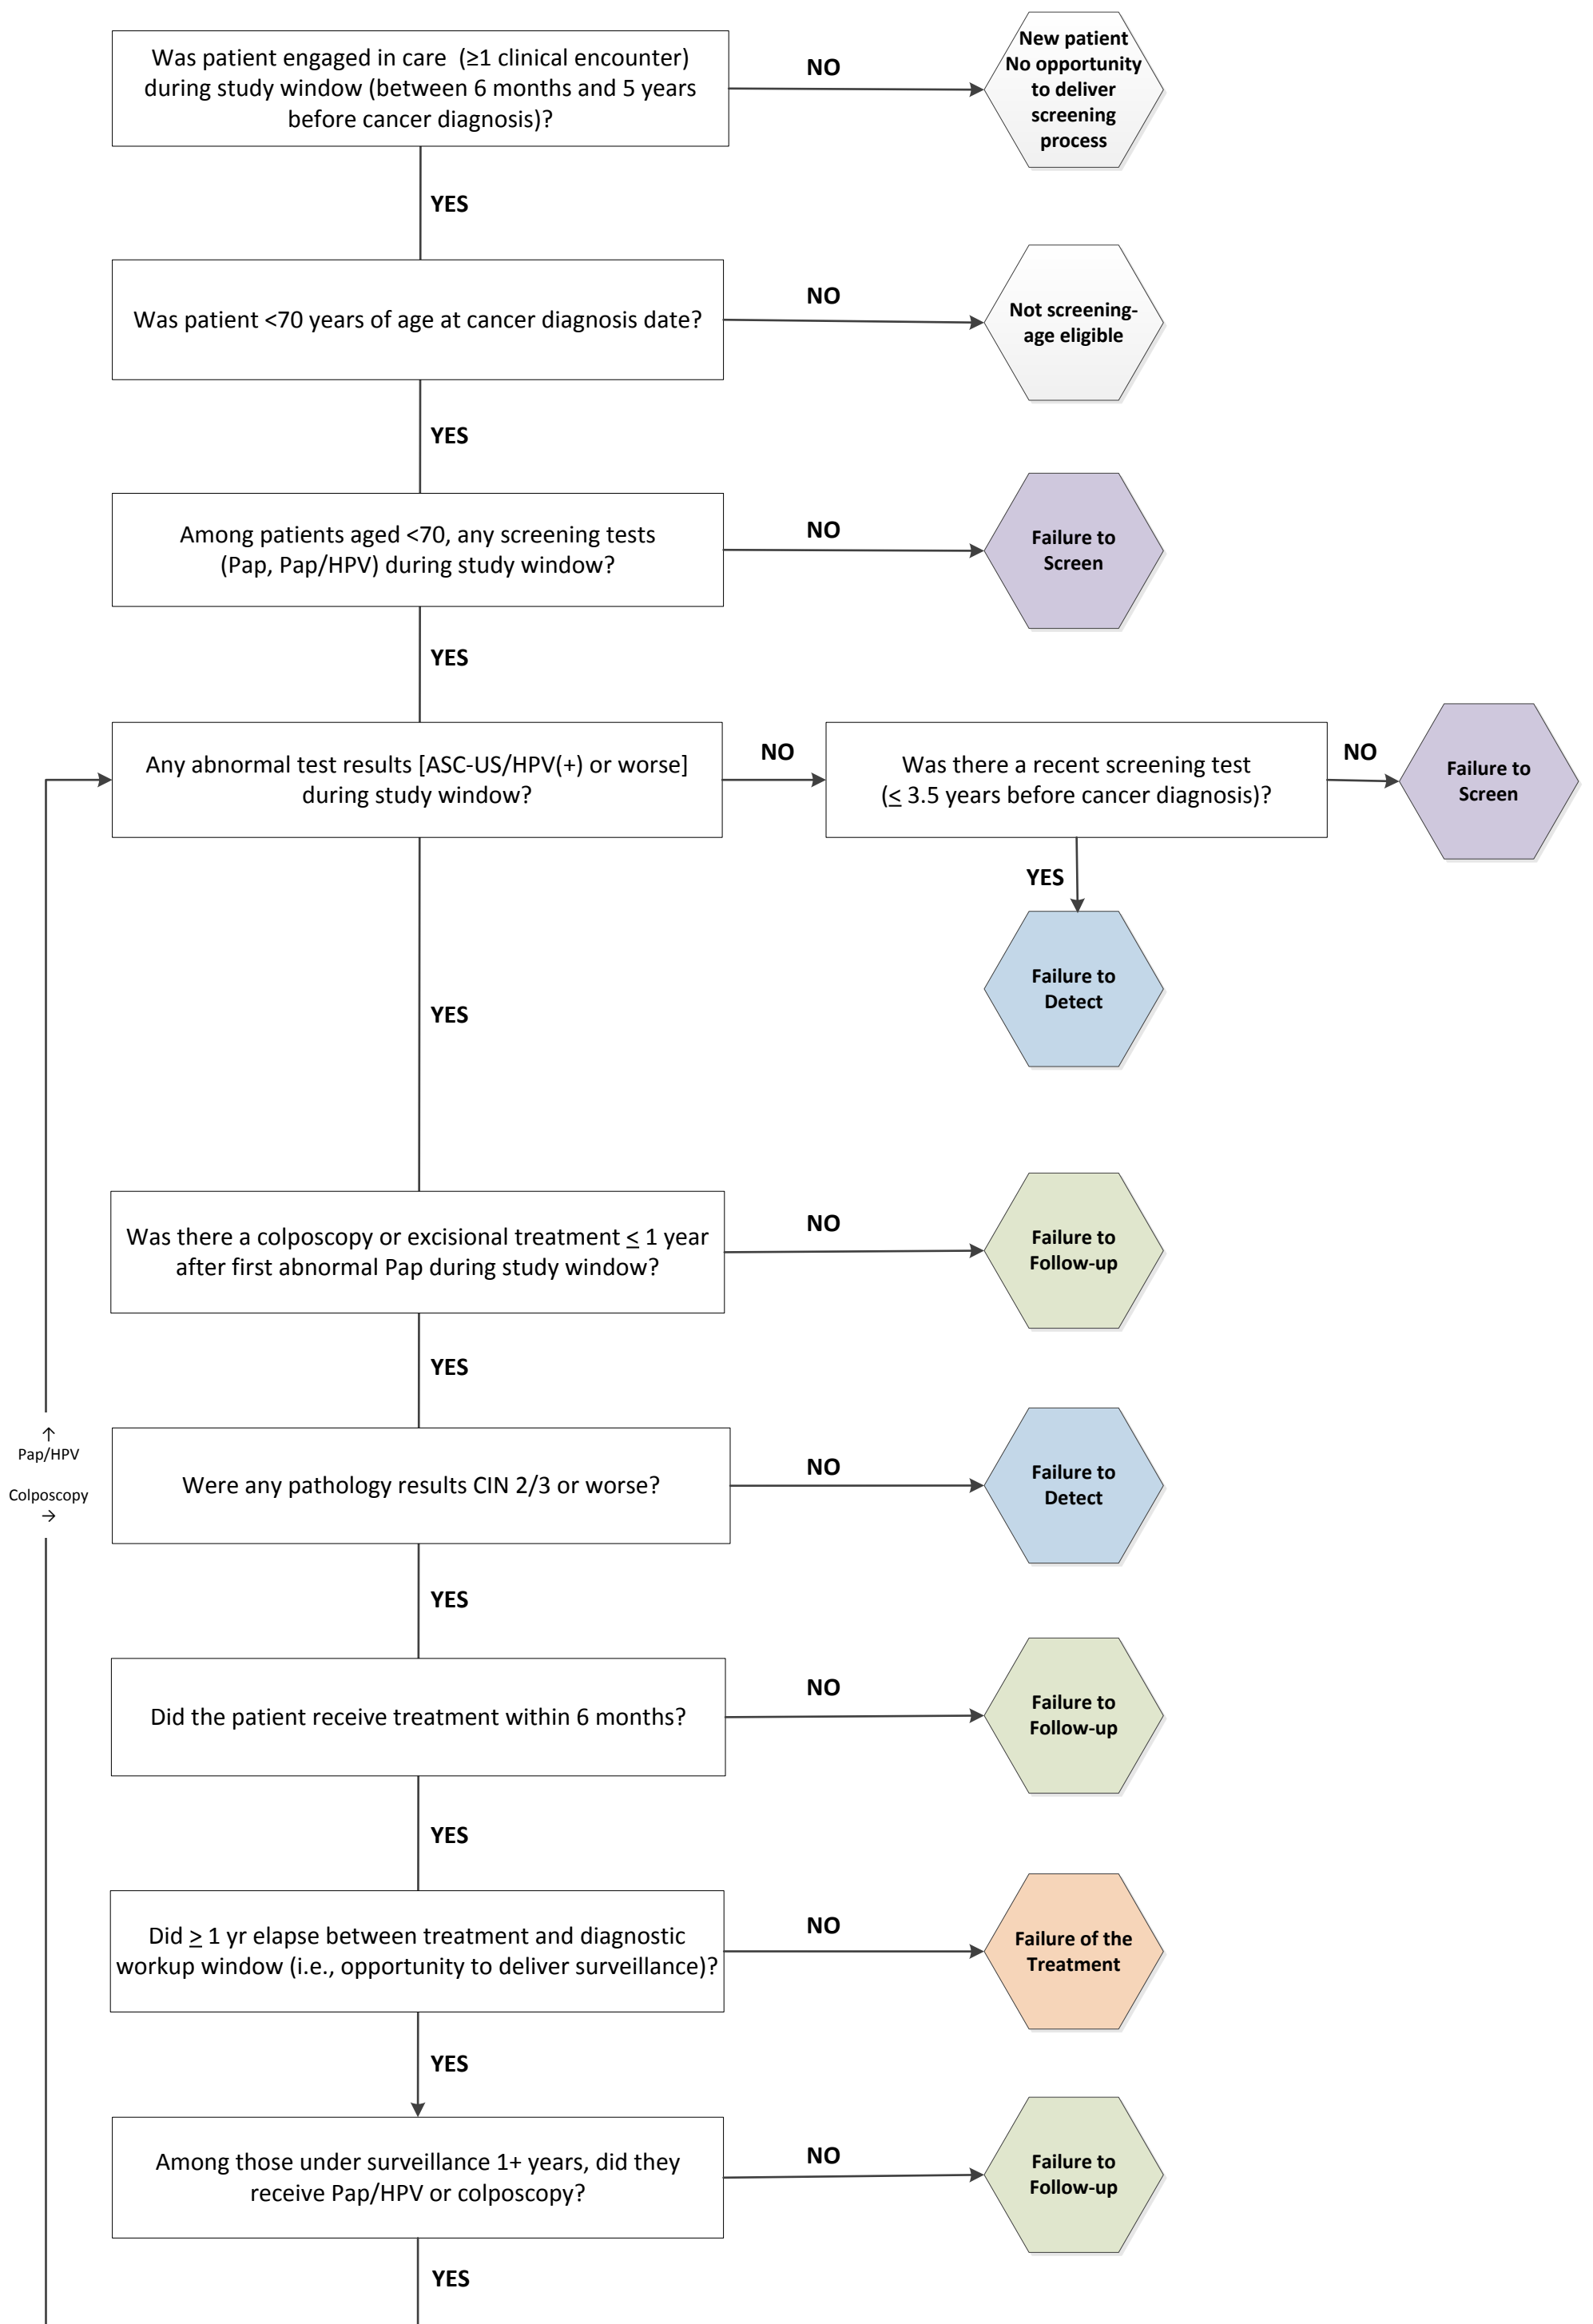 Was patient engaged in care (≥1 clinical encounter)
during study window (between 6 months and 5 years
before cancer diagnosis)?
NO
New patient
No opportunity
to deliver
screening
process
YES
Was patient <70 years of age at cancer diagnosis date?
NO
Not screening-
age eligible
YES
Among patients aged <70, any screening tests
(Pap, Pap/HPV) during study window?
NO
Failure to
Screen
YES
Any abnormal test results [ASC-US/HPV(+) or worse]
during study window?
NO
Was there a recent screening test
(≤ 3.5 years before cancer diagnosis)?
NO
Failure to
Screen
YES
Failure to
Detect
YES
Was there a colposcopy or excisional treatment ≤ 1 year
after first abnormal Pap during study window?
NO
Failure to
Follow-up
YES
↑
Pap/HPV
Colposcopy
→
Were any pathology results CIN 2/3 or worse?
NO
Failure to
Detect
YES
Did the patient receive treatment within 6 months?
NO
Failure to
Follow-up
YES
Did ≥ 1 yr elapse between treatment and diagnostic
workup window (i.e., opportunity to deliver surveillance)?
NO
Failure of the
Treatment
YES
Among those under surveillance 1+ years, did they
receive Pap/HPV or colposcopy?
NO
Failure to
Follow-up
YES